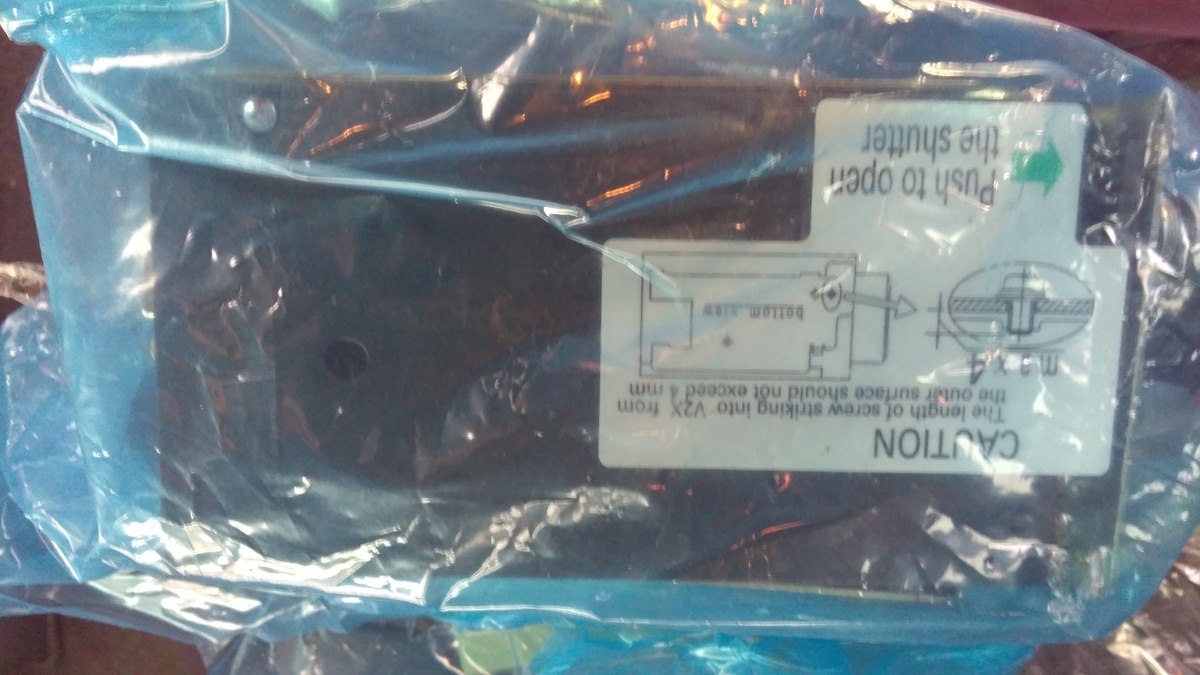 CAUTION
The length of screw striking into V2X from
the outer surface should not exceed 4 mm
m3 x 4
bottom view
Push to open
the shutter